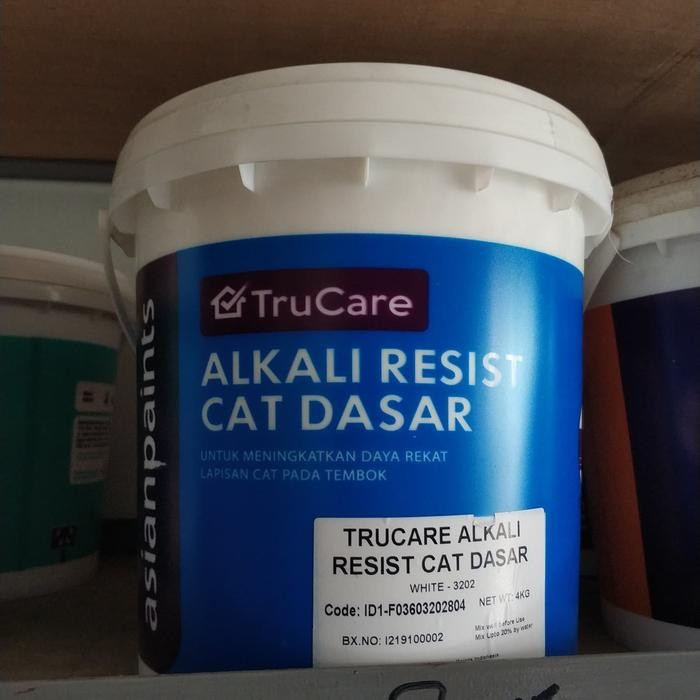 asianpaints
TruCare
ALKALI RESIST
CAT DASAR
UNTUK MENINGKATKAN DAYA REKAT
LAPISAN CAT PADA TEMBOK
TRUCARE ALKALI
RESIST CAT DASAR
WHITE - 3202
Code: ID1-F03603202804 NET WT: 4KG
BX.NO: I219100002
Mix well before Use
Mix Upto 20% by water
Indonesia